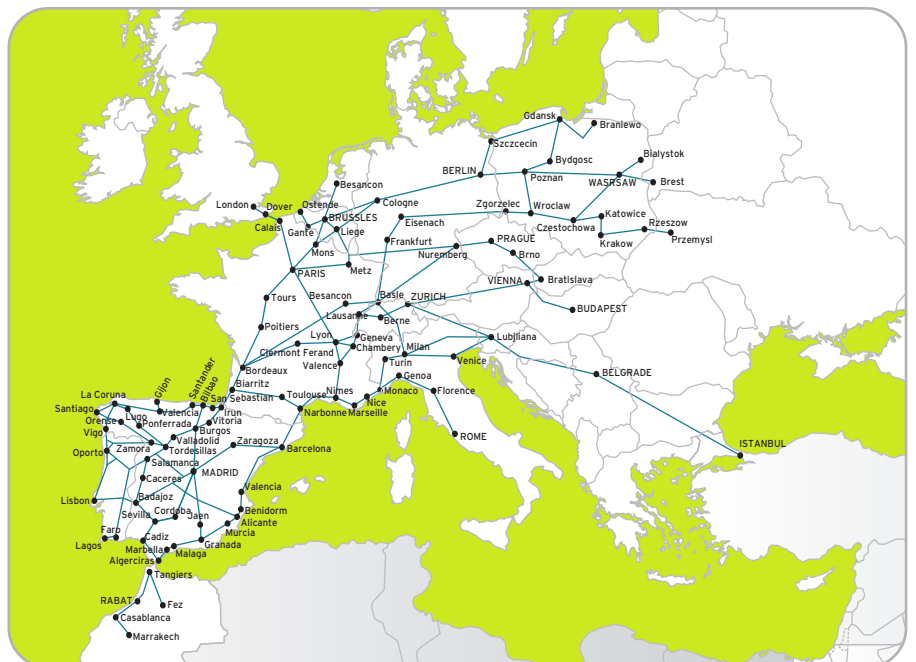 Gdansk
Braniewo
Szczcecin
Bialystok
Bydgosc
BERLIN
Poznan
WASRSAW
Brest
Besancon
Cologne
London
Dover
Ostende
Zgorzelec
Wroclaw
Katowice
Eisenach
Calais
Gante
BRUSSLES
Liege
Czestochowa
Rzeszow
Krakow
Przemysl
Mons
Frankfurt
PRAGUE
Nuremberg
Brno
PARIS
Metz
VIENNA
Bratislava
Tours
Besancon
Basle
ZURICH
BUDAPEST
Lausanne
Berne
Poitiers
Lyon
Geneva
Lubjliana
Clermont Ferand
Chambery
Milan
Valence
Turin
Venice
Bordeaux
Genoa
BELGRADE
Biarritz
Santander
Bilbao
Gijon
San
Sebastian
Toulouse
Nimes
Monaco
Florence
La Coruna
Nice
Santiago
Valencia
Irun
Narbonne
Marseille
Lugo
Vitoria
Orense
Ponferrada
Burgos
Vigo
Valladolid
ROME
ISTANBUL
Zamora
Tordesillas
Zaragoza
Barcelona
Oporto
Salamanca
MADRID
Caceres
Valencia
Lisbon
Badajoz
Benidorm
Sevilla
Cordoba
Jaen
Alicante
Faro
Murcia
Lagos
Cadiz
Granada
Marbella
Malaga
Algerciras
Tangiers
RABAT
Fez
Casablanca
Marrakech